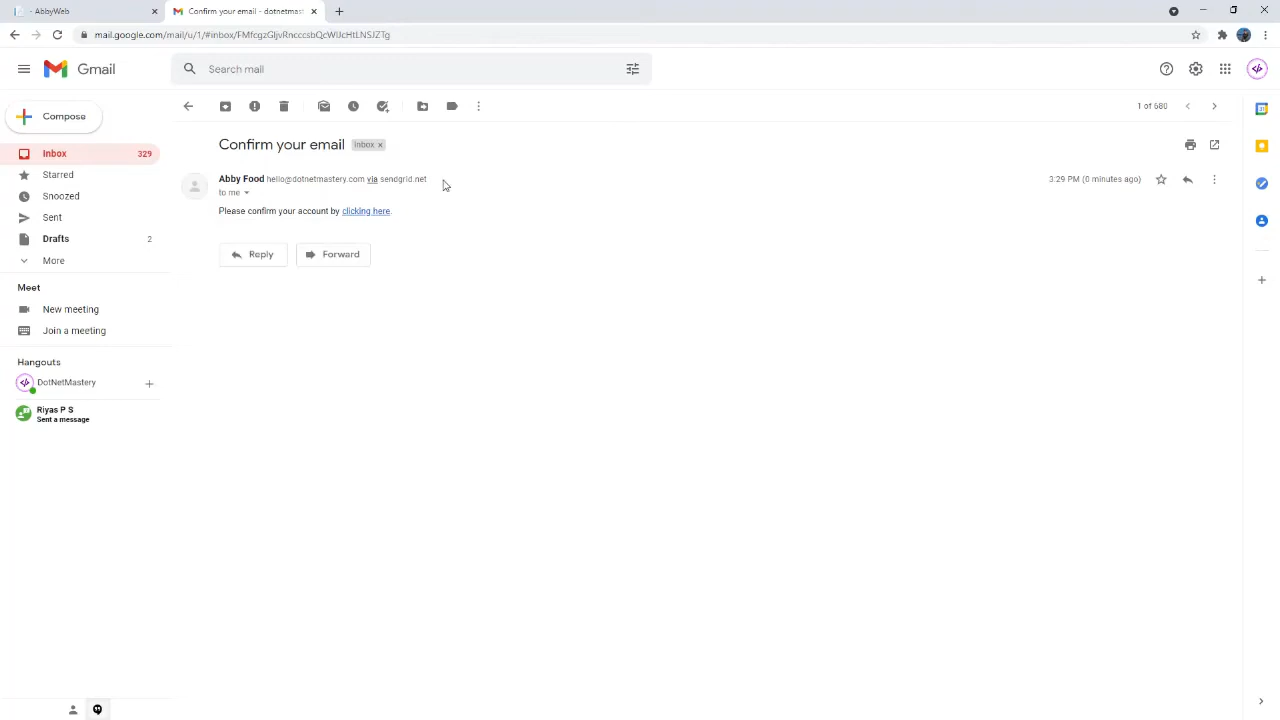 AbbyWeb
Confirm your email - dotnetmast
mail.google.com/mail/u/1/#inbox/
Gmail
Search mail
Compose
1 of 680
Inbox 329
Starred
Snoozed
Sent
Drafts 2
More
Confirm your email Inbox x
Abby Food hello@dotnetmastery.com via sendgrid.net
3:29 PM (0 minutes ago)
to me
Please confirm your account by clicking here.
Reply Forward
Meet
New meeting
Join a meeting
Hangouts
DotNetMastery
Riyas P S
Sent a message